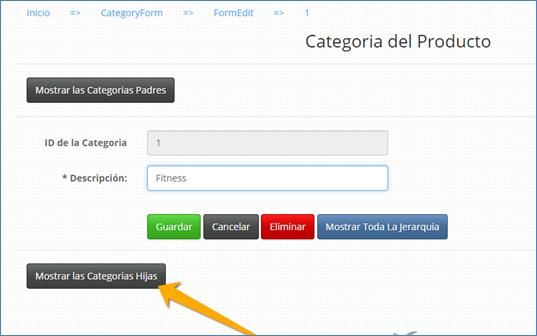 Inicio => CategoryForm => FormEdit => 1
Categoria del Producto
Mostrar las Categorias Padres
ID de la Categoria 1
* Descripción: Fitness
Guardar Cancelar Eliminar Mostrar Toda La Jerarquia
Mostrar las Categorias Hijas